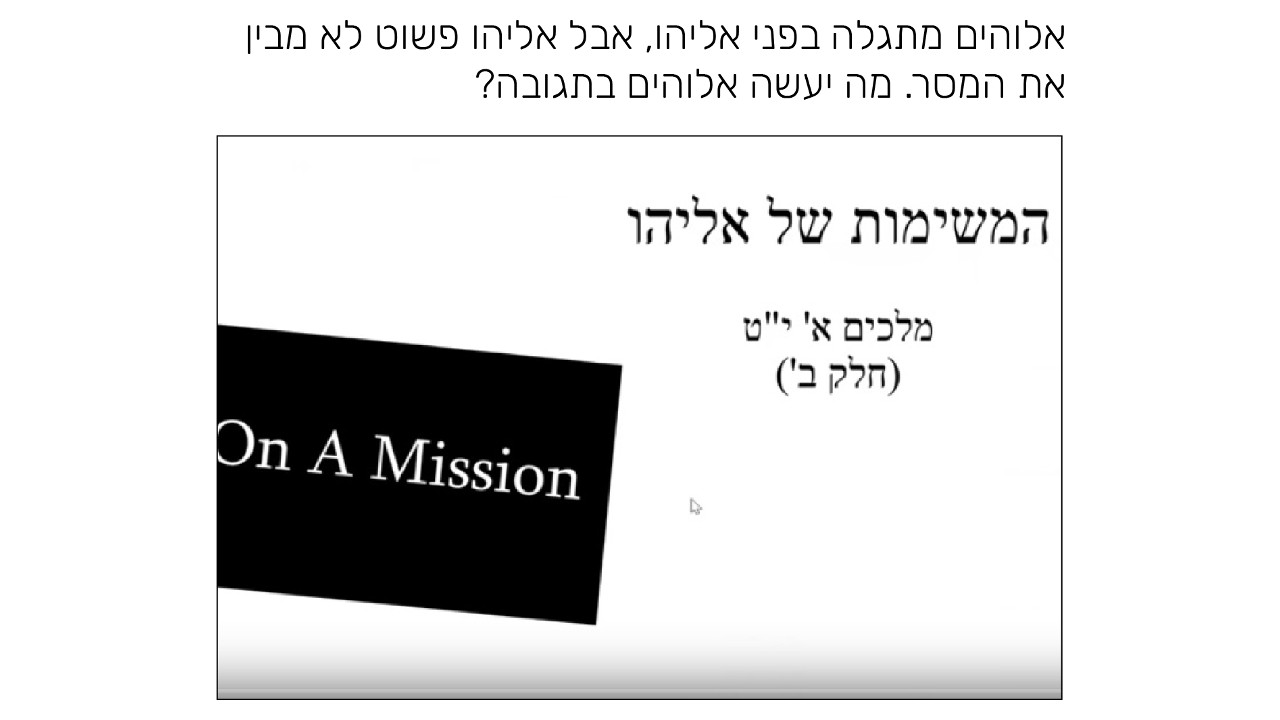 אלוהים מתגלה בפני אליהו, אבל אליהו פשוט לא מבין
את המסר. מה יעשה אלוהים בתגובה?
המשימות של אליהו
מלכים א' י"ט
(חלק ב')
On A Mission